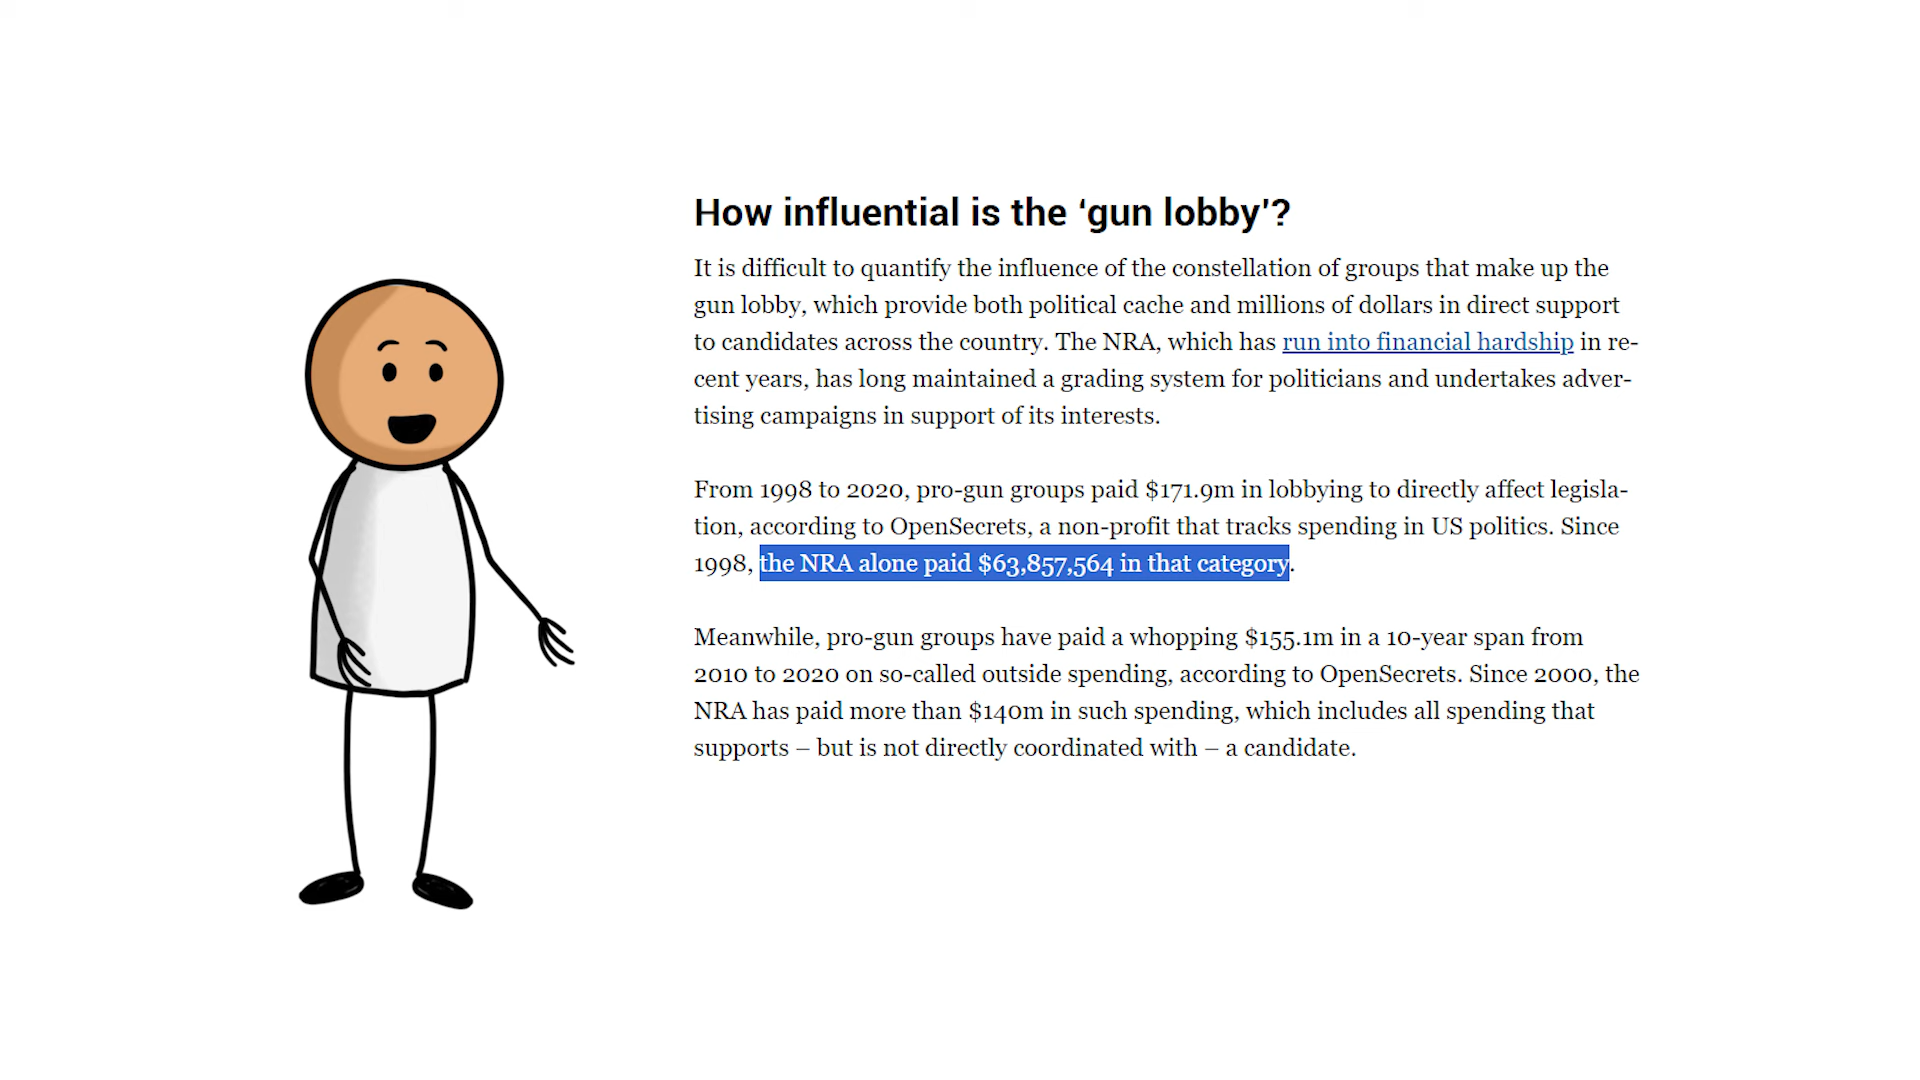 How influential is the ‘gun lobby’?
It is difficult to quantify the influence of the constellation of groups that make up the
gun lobby, which provide both political cache and millions of dollars in direct support
to candidates across the country. The NRA, which has run into financial hardship in re-
cent years, has long maintained a grading system for politicians and undertakes adver-
tising campaigns in support of its interests.
From 1998 to 2020, pro-gun groups paid $171.9m in lobbying to directly affect legisla-
tion, according to OpenSecrets, a non-profit that tracks spending in US politics. Since
1998, the NRA alone paid $63,857,564 in that category.
Meanwhile, pro-gun groups have paid a whopping $155.1m in a 10-year span from
2010 to 2020 on so-called outside spending, according to OpenSecrets. Since 2000, the
NRA has paid more than $140m in such spending, which includes all spending that
supports – but is not directly coordinated with – a candidate.